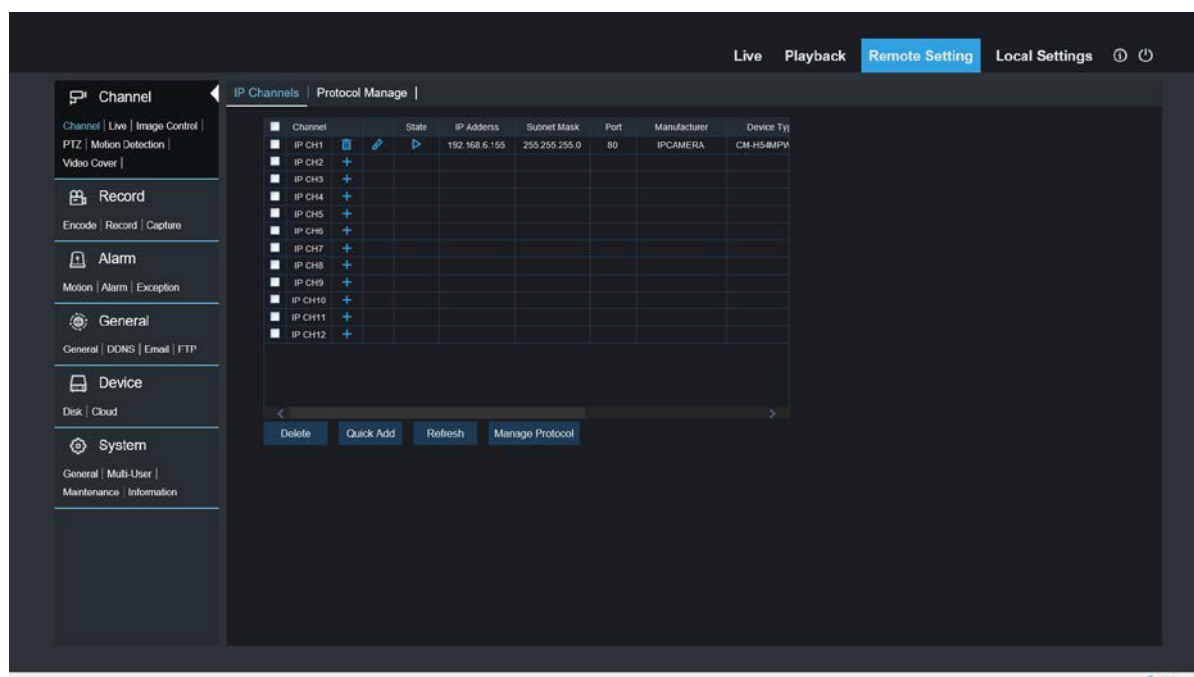 Live Playback Remote Setting Local Settings
Channel
Channel | Live | Image Control |
PTZ | Motion Detection |
Video Cover |
Record
Encode | Record | Capture
Alarm
Motion | Alarm | Exception
General
General | DDNS | Email | FTP
Device
Disk | Cloud
System
General | Multi-User |
Maintenance | Information
IP Channels | Protocol Manage |
Channel State IP Adderss Subnet Mask Port Manufacturer Device Typ
IP CH1 192.168.6.155 255.255.255.0 80 IPCAMERA CM-H54MPW
IP CH2 +
IP CH3 +
IP CH4 +
IP CH5 +
IP CH6 +
IP CH7 +
IP CH8 +
IP CH9 +
IP CH10 +
IP CH11 +
IP CH12 +
Delete Quick Add Refresh Manage Protocol